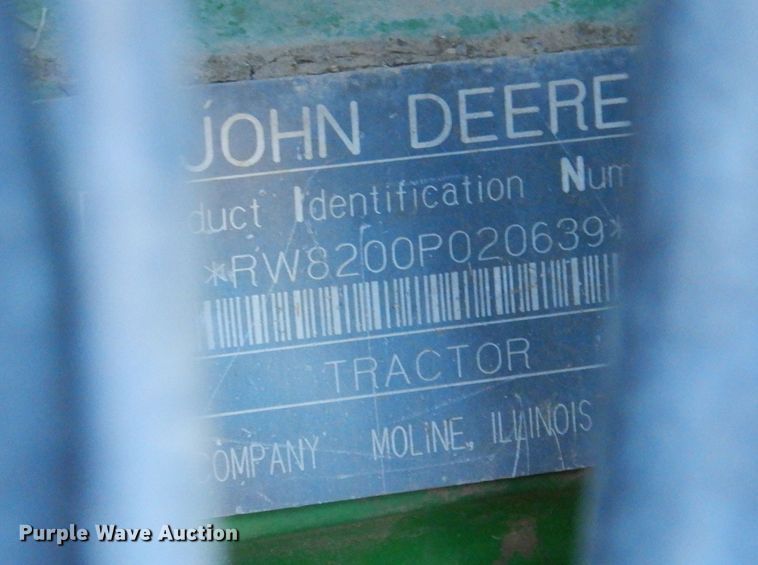 JOHN DEERE
duct Identification Num
*RW8200P020639*
TRACTOR
COMPANY MOLINE, ILLINOIS
Purple Wave Auction